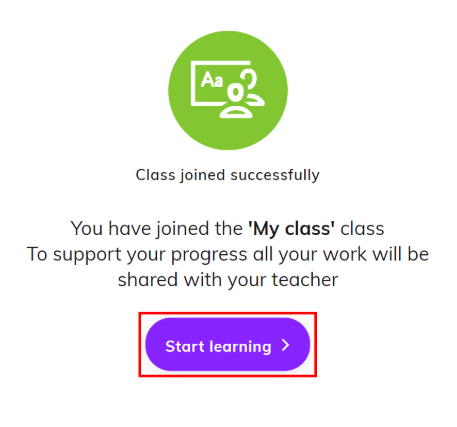 Aa
Class joined successfully
You have joined the 'My class' class
To support your progress all your work will be
shared with your teacher
Start learning